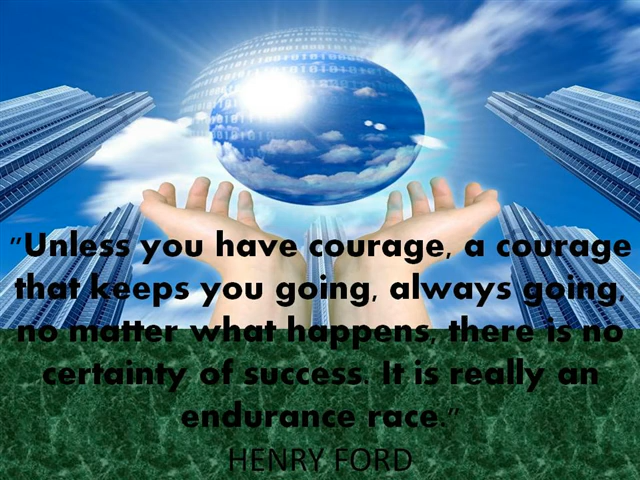 "Unless you have courage, a courage
that keeps you going, always going,
no matter what happens, there is no
certainty of success. It is really an
endurance race."
HENRY FORD